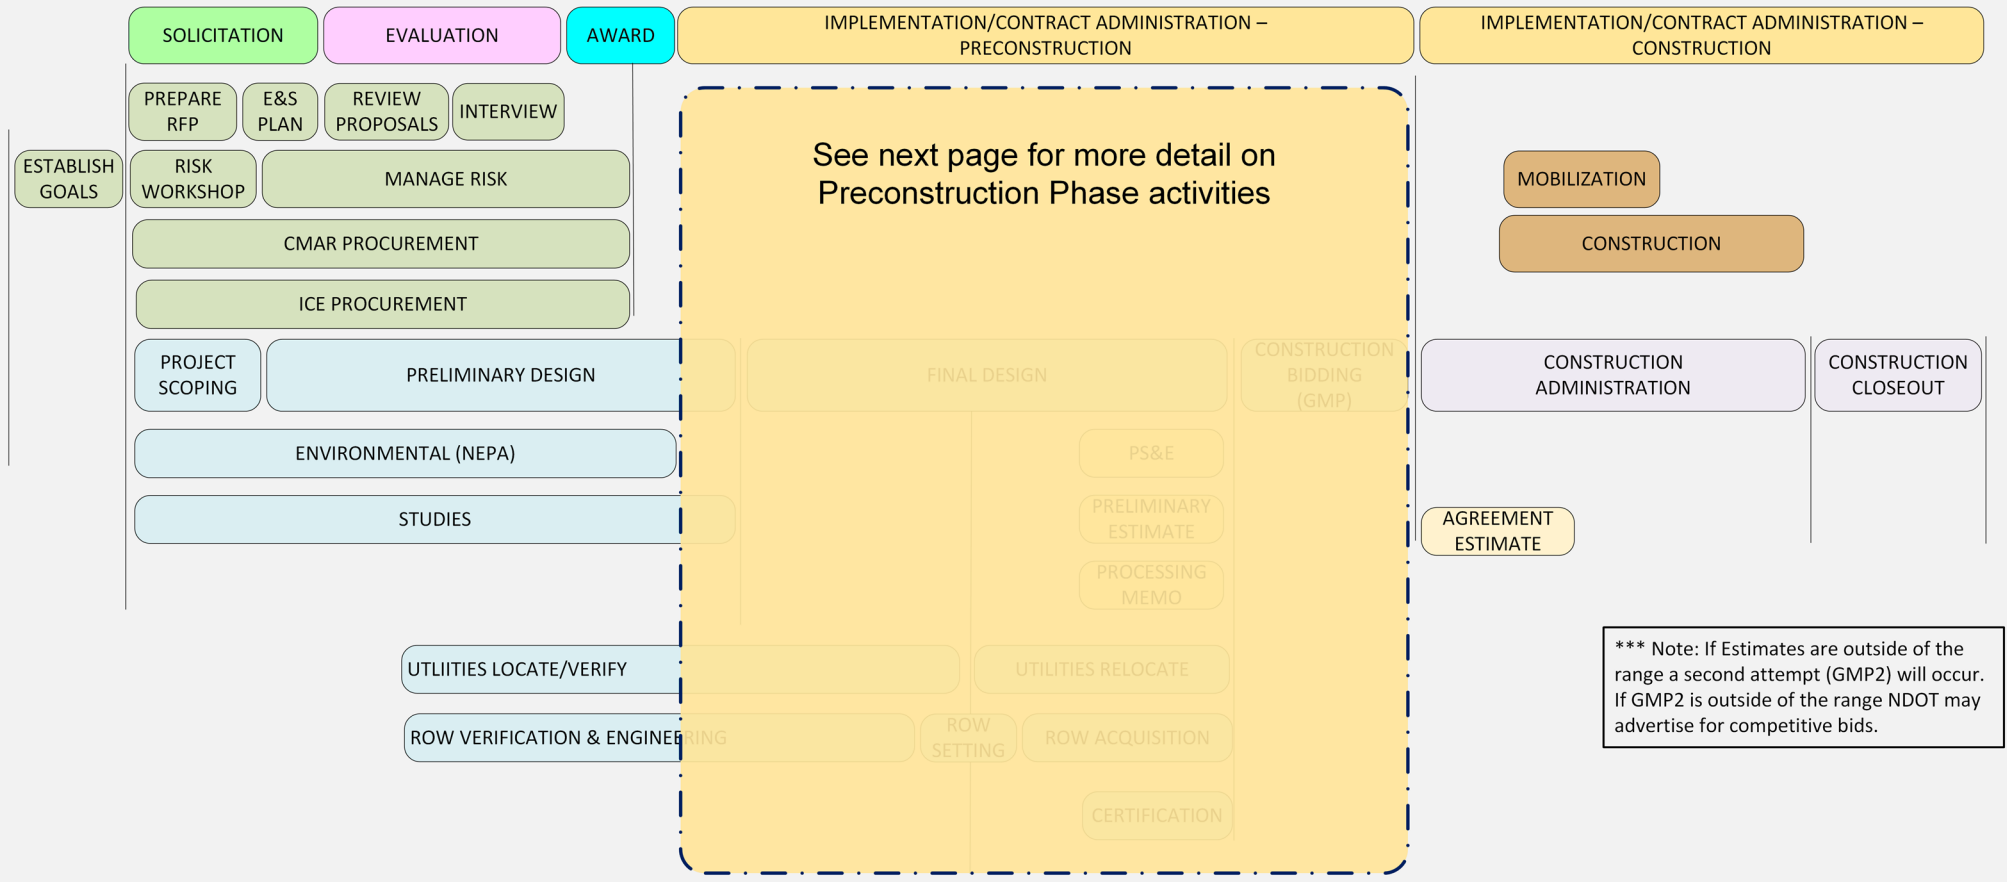 SOLICITATION
EVALUATION
AWARD
IMPLEMENTATION/CONTRACT ADMINISTRATION –
PRECONSTRUCTION
IMPLEMENTATION/CONTRACT ADMINISTRATION –
CONSTRUCTION
PREPARE
RFP
E&S
PLAN
REVIEW
PROPOSALS
INTERVIEW
See next page for more detail on
Preconstruction Phase activities
ESTABLISH
GOALS
RISK
WORKSHOP
MANAGE RISK
MOBILIZATION
CMAR PROCUREMENT
CONSTRUCTION
ICE PROCUREMENT
PROJECT
SCOPING
PRELIMINARY DESIGN
FINAL DESIGN
CONSTRUCTION
BIDDING
(GMP)
CONSTRUCTION
ADMINISTRATION
CONSTRUCTION
CLOSEOUT
ENVIRONMENTAL (NEPA)
PS&E
STUDIES
PRELIMINARY
ESTIMATE
AGREEMENT
ESTIMATE
PROCESSING
MEMO
UTLIITIES LOCATE/VERIFY
UTILITIES RELOCATE
*** Note: If Estimates are outside of the
range a second attempt (GMP2) will occur.
If GMP2 is outside of the range NDOT may
advertise for competitive bids.
ROW VERIFICATION & ENGINEERING
ROW
SETTING
ROW ACQUISITION
CERTIFICATION